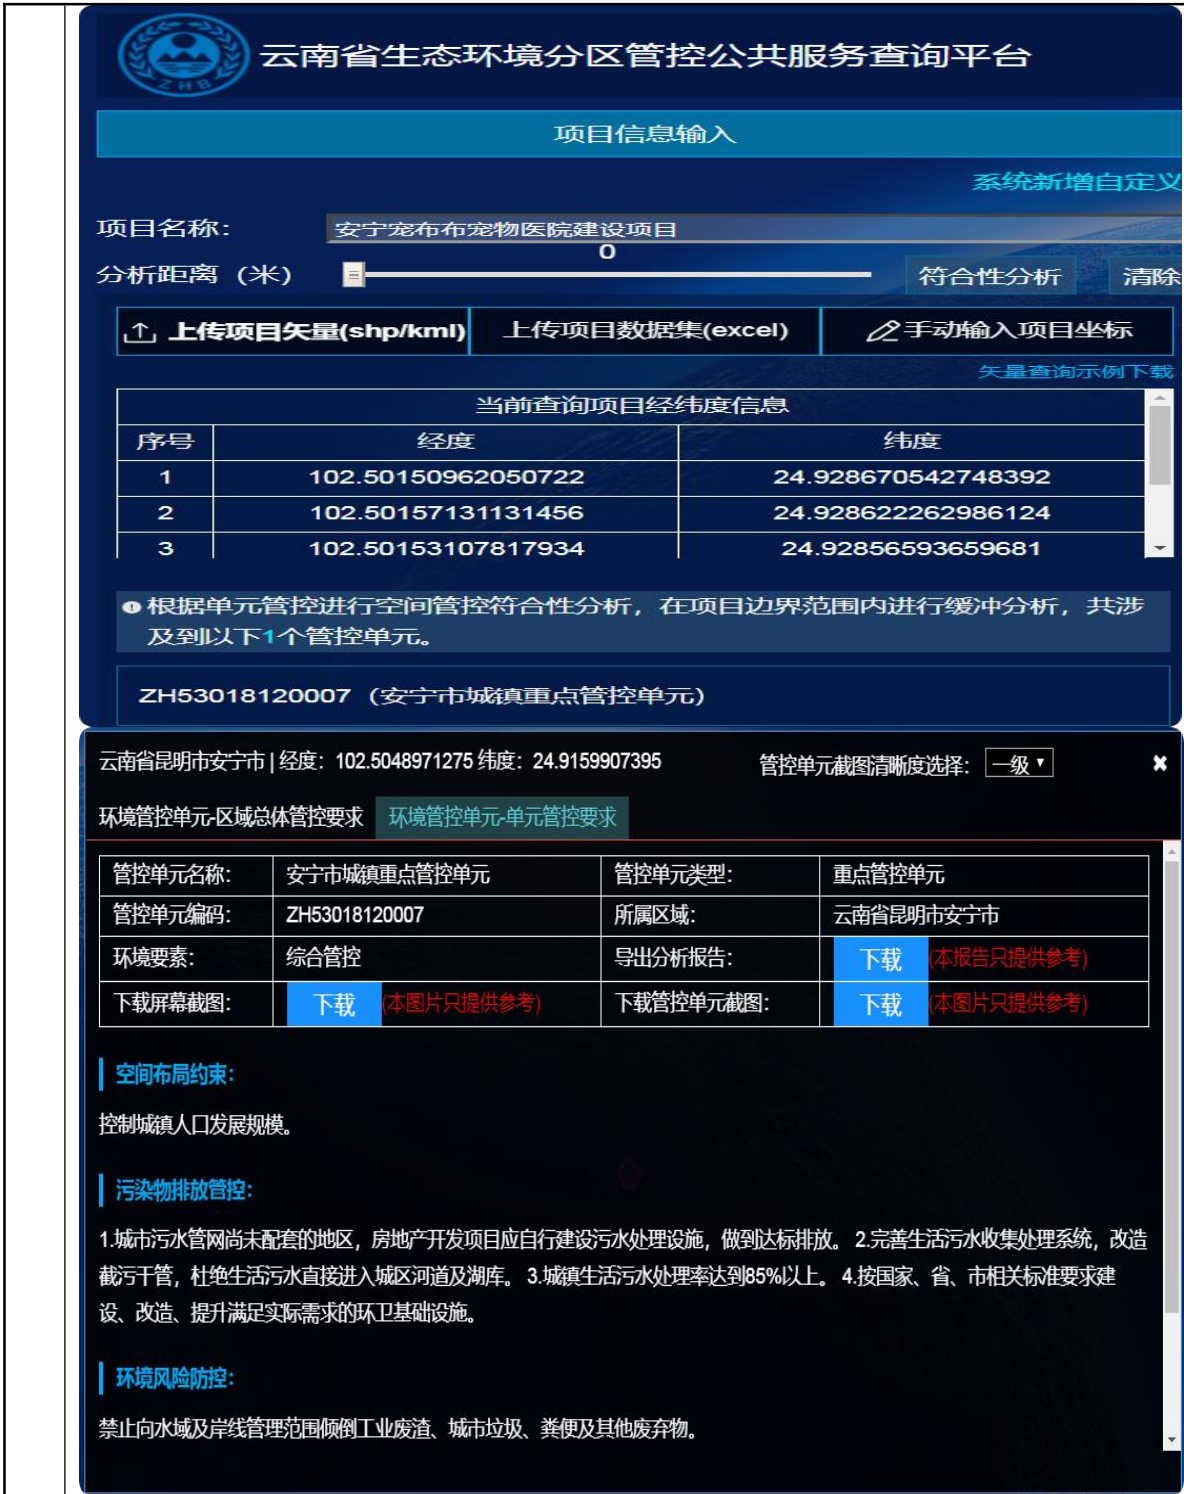 ZHB
云南省生态环境分区管控公共服务查询平台
项目信息输入
系统新增自定义
项目名称: 安宁宠布布宠物医院建设项目
0
分析距离（米） 符合性分析 清除
上传项目矢量(shp/kml) 上传项目数据集(excel) 手动输入项目坐标
矢量查询示例下载
当前查询项目经纬度信息
序号 经度 纬度
1 102.50150962050722 24.928670542748392
2 102.50157131131456 24.928622262986124
3 102.50153107817934 24.92856593659681
根据单元管控进行空间管控符合性分析，在项目边界范围内进行缓冲分析，共涉
及到以下1个管控单元。
ZH53018120007（安宁市城镇重点管控单元）
云南省昆明市安宁市 | 经度：102.5048971275 纬度：24.9159907395 管控单元截图清晰度选择： 一级
环境管控单元-区域总体管控要求 环境管控单元-单元管控要求
管控单元名称： 安宁市城镇重点管控单元 管控单元类型： 重点管控单元
管控单元编码： ZH53018120007 所属区域： 云南省昆明市安宁市
环境要素： 综合管控 导出分析报告： 下载 (本报告只提供参考)
下载屏幕截图： 下载 (本图片只提供参考) 下载管控单元截图： 下载 (本图片只提供参考)
空间布局约束：
控制城镇人口发展规模。
污染物排放管控：
1.城市污水管网尚未配套的地区，房地产开发项目应自行建设污水处理设施，做到达标排放。 2.完善生活污水收集处理系统，改造
截污干管，杜绝生活污水直接进入城区河道及湖库。 3.城镇生活污水处理率达到85%以上。 4.按国家、省、市相关标准要求建
设、改造、提升满足实际需求的环卫基础设施。
环境风险防控：
禁止向水域及岸线管理范围倾倒工业废渣、城市垃圾、粪便及其他废弃物。